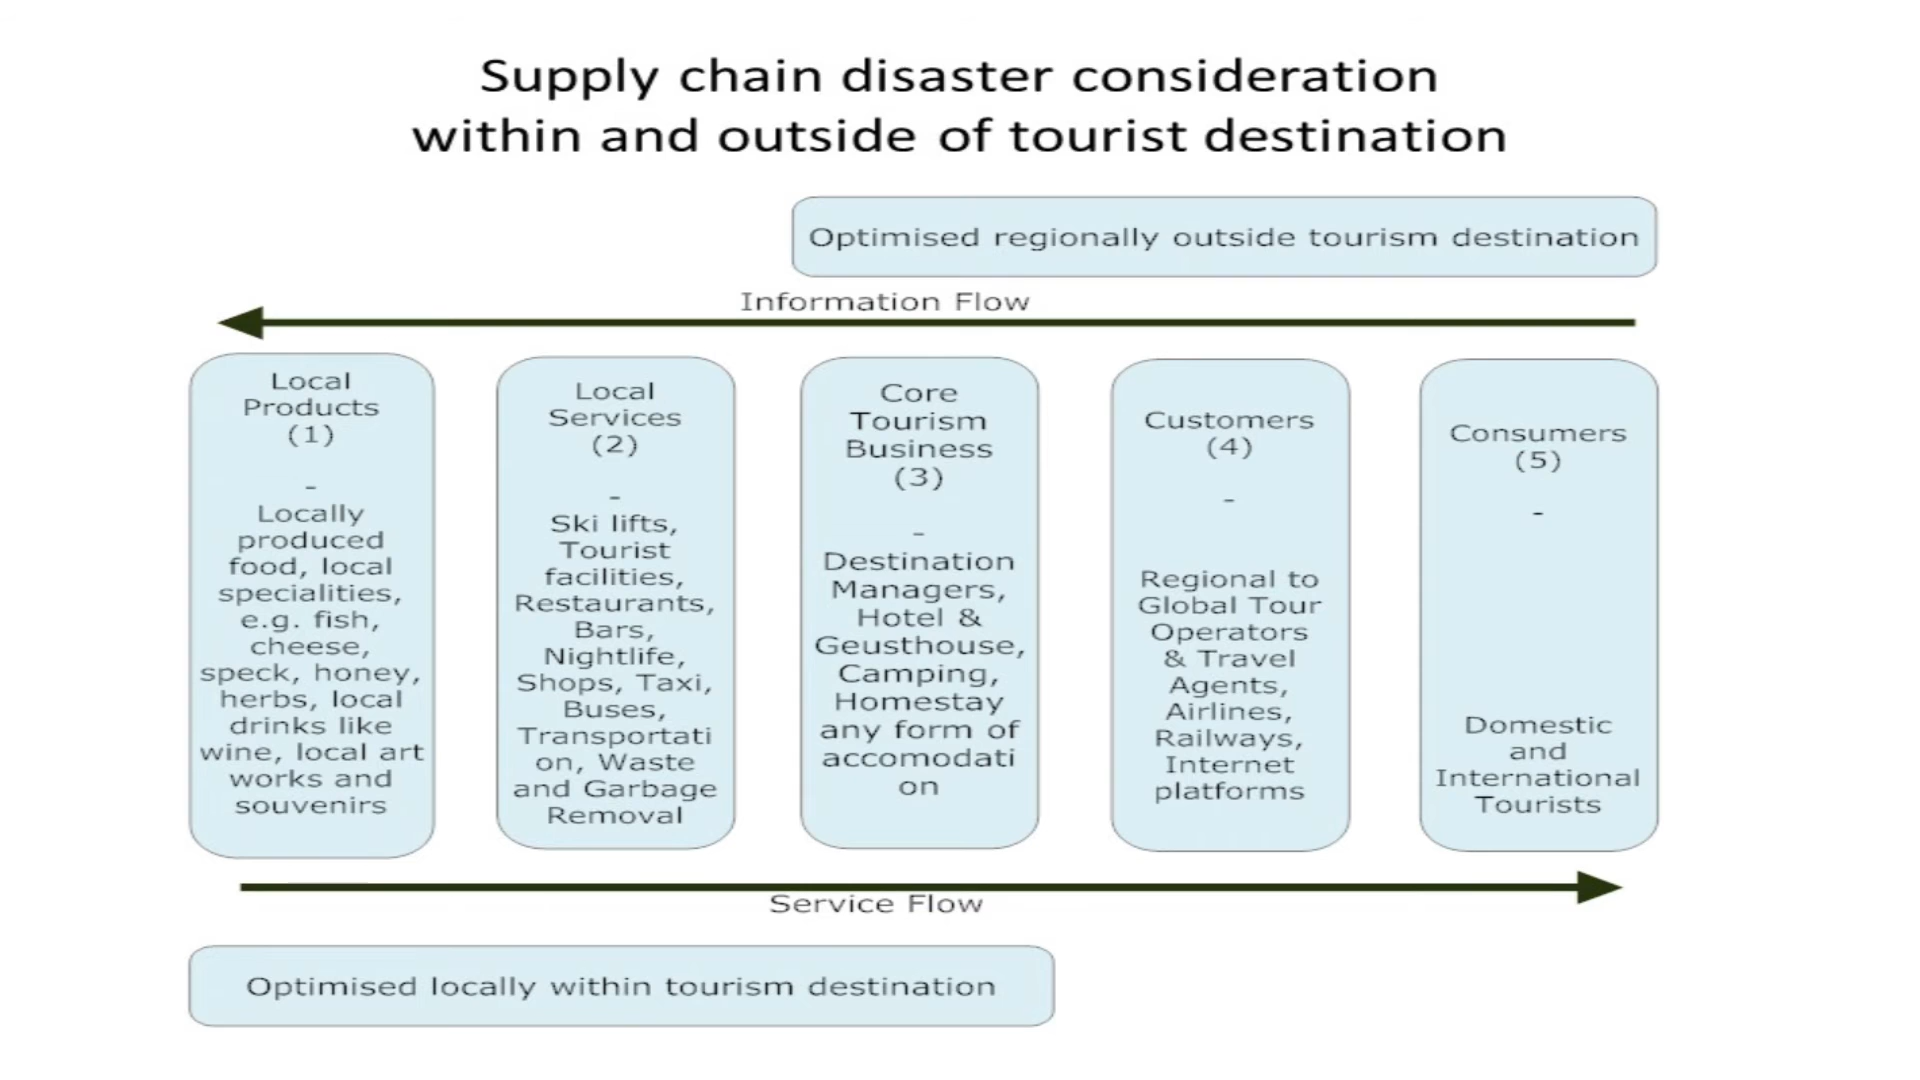 Supply chain disaster consideration
within and outside of tourist destination
Optimised regionally outside tourism destination
Information Flow
Local
Products
(1)
-
Locally
produced
food, local
specialities,
e.g. fish,
cheese,
speck, honey,
herbs, local
drinks like
wine, local art
works and
souvenirs
Local
Services
(2)
-
Ski lifts,
Tourist
facilities,
Restaurants,
Bars,
Nightlife,
Shops, Taxi,
Buses,
Transportati
on, Waste
and Garbage
Removal
Core
Tourism
Business
(3)
-
Destination
Managers,
Hotel &
Geusthouse,
Camping,
Homestay
any form of
accomodati
on
Customers
(4)
-
Regional to
Global Tour
Operators
& Travel
Agents,
Airlines,
Railways,
Internet
platforms
Consumers
(5)
-
Domestic
and
International
Tourists
Service Flow
Optimised locally within tourism destination